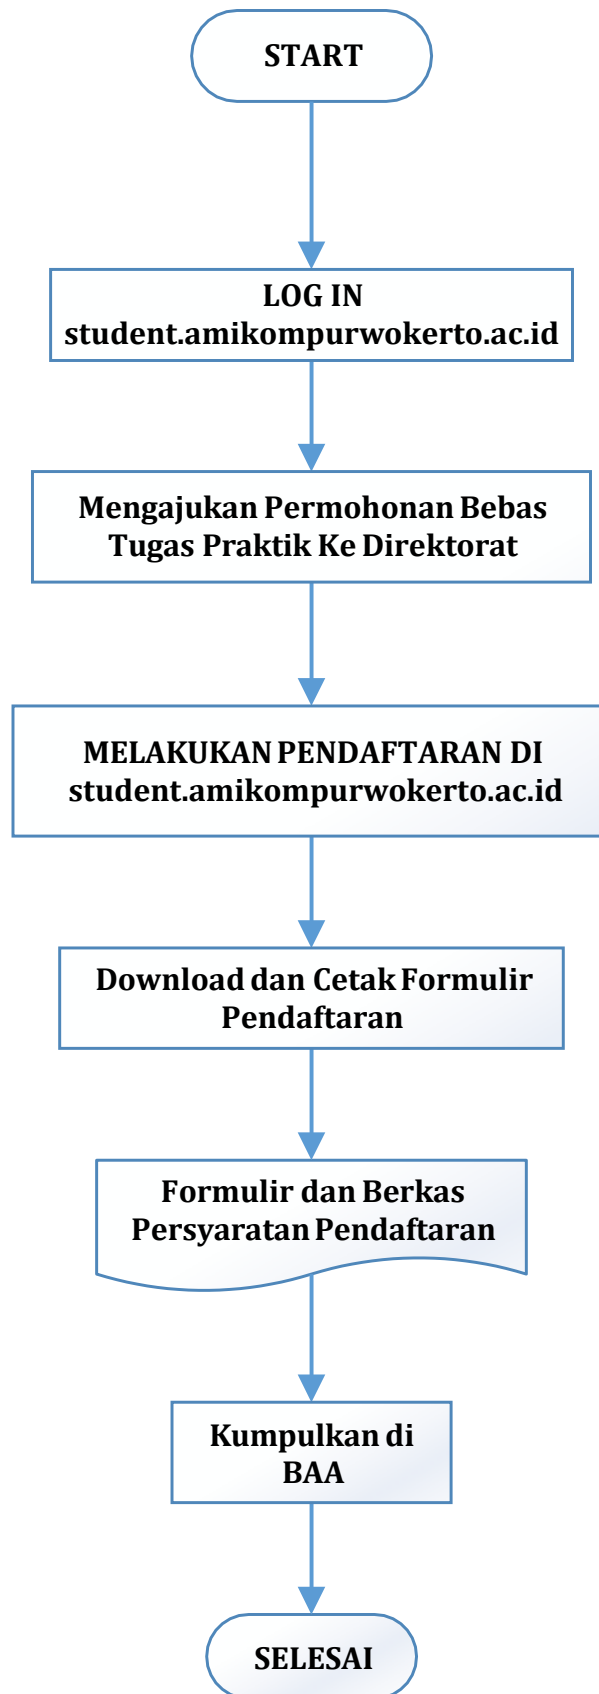 START
LOG IN
student.amikompurwokerto.ac.id
Mengajukan Permohonan Bebas
Tugas Praktik Ke Direktorat
MELAKUKAN PENDAFTARAN DI
student.amikompurwokerto.ac.id
Download dan Cetak Formulir
Pendaftaran
Formulir dan Berkas
Persyaratan Pendaftaran
Kumpulkan di
BAA
SELESAI